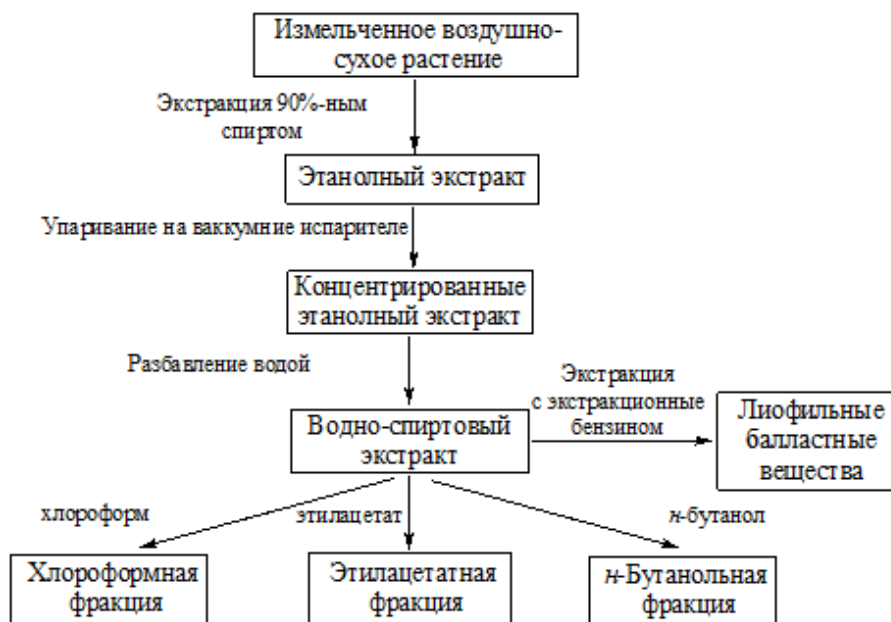 Измельченное воздушно-
сухое растение
Экстракция 90%-ным
спиртом
Этанолный экстракт
Упаривание на ваккумние испарителе
Концентрированные
этанолный экстракт
Разбавление водой
Экстракция
с экстракционные
бензином
Водно-спиртовый
экстракт
Лиофильные
балластные
вещества
хлороформ
этилацетат
н-бутанол
Хлороформная
фракция
Этилацетатная
фракция
н-Бутанольная
фракция